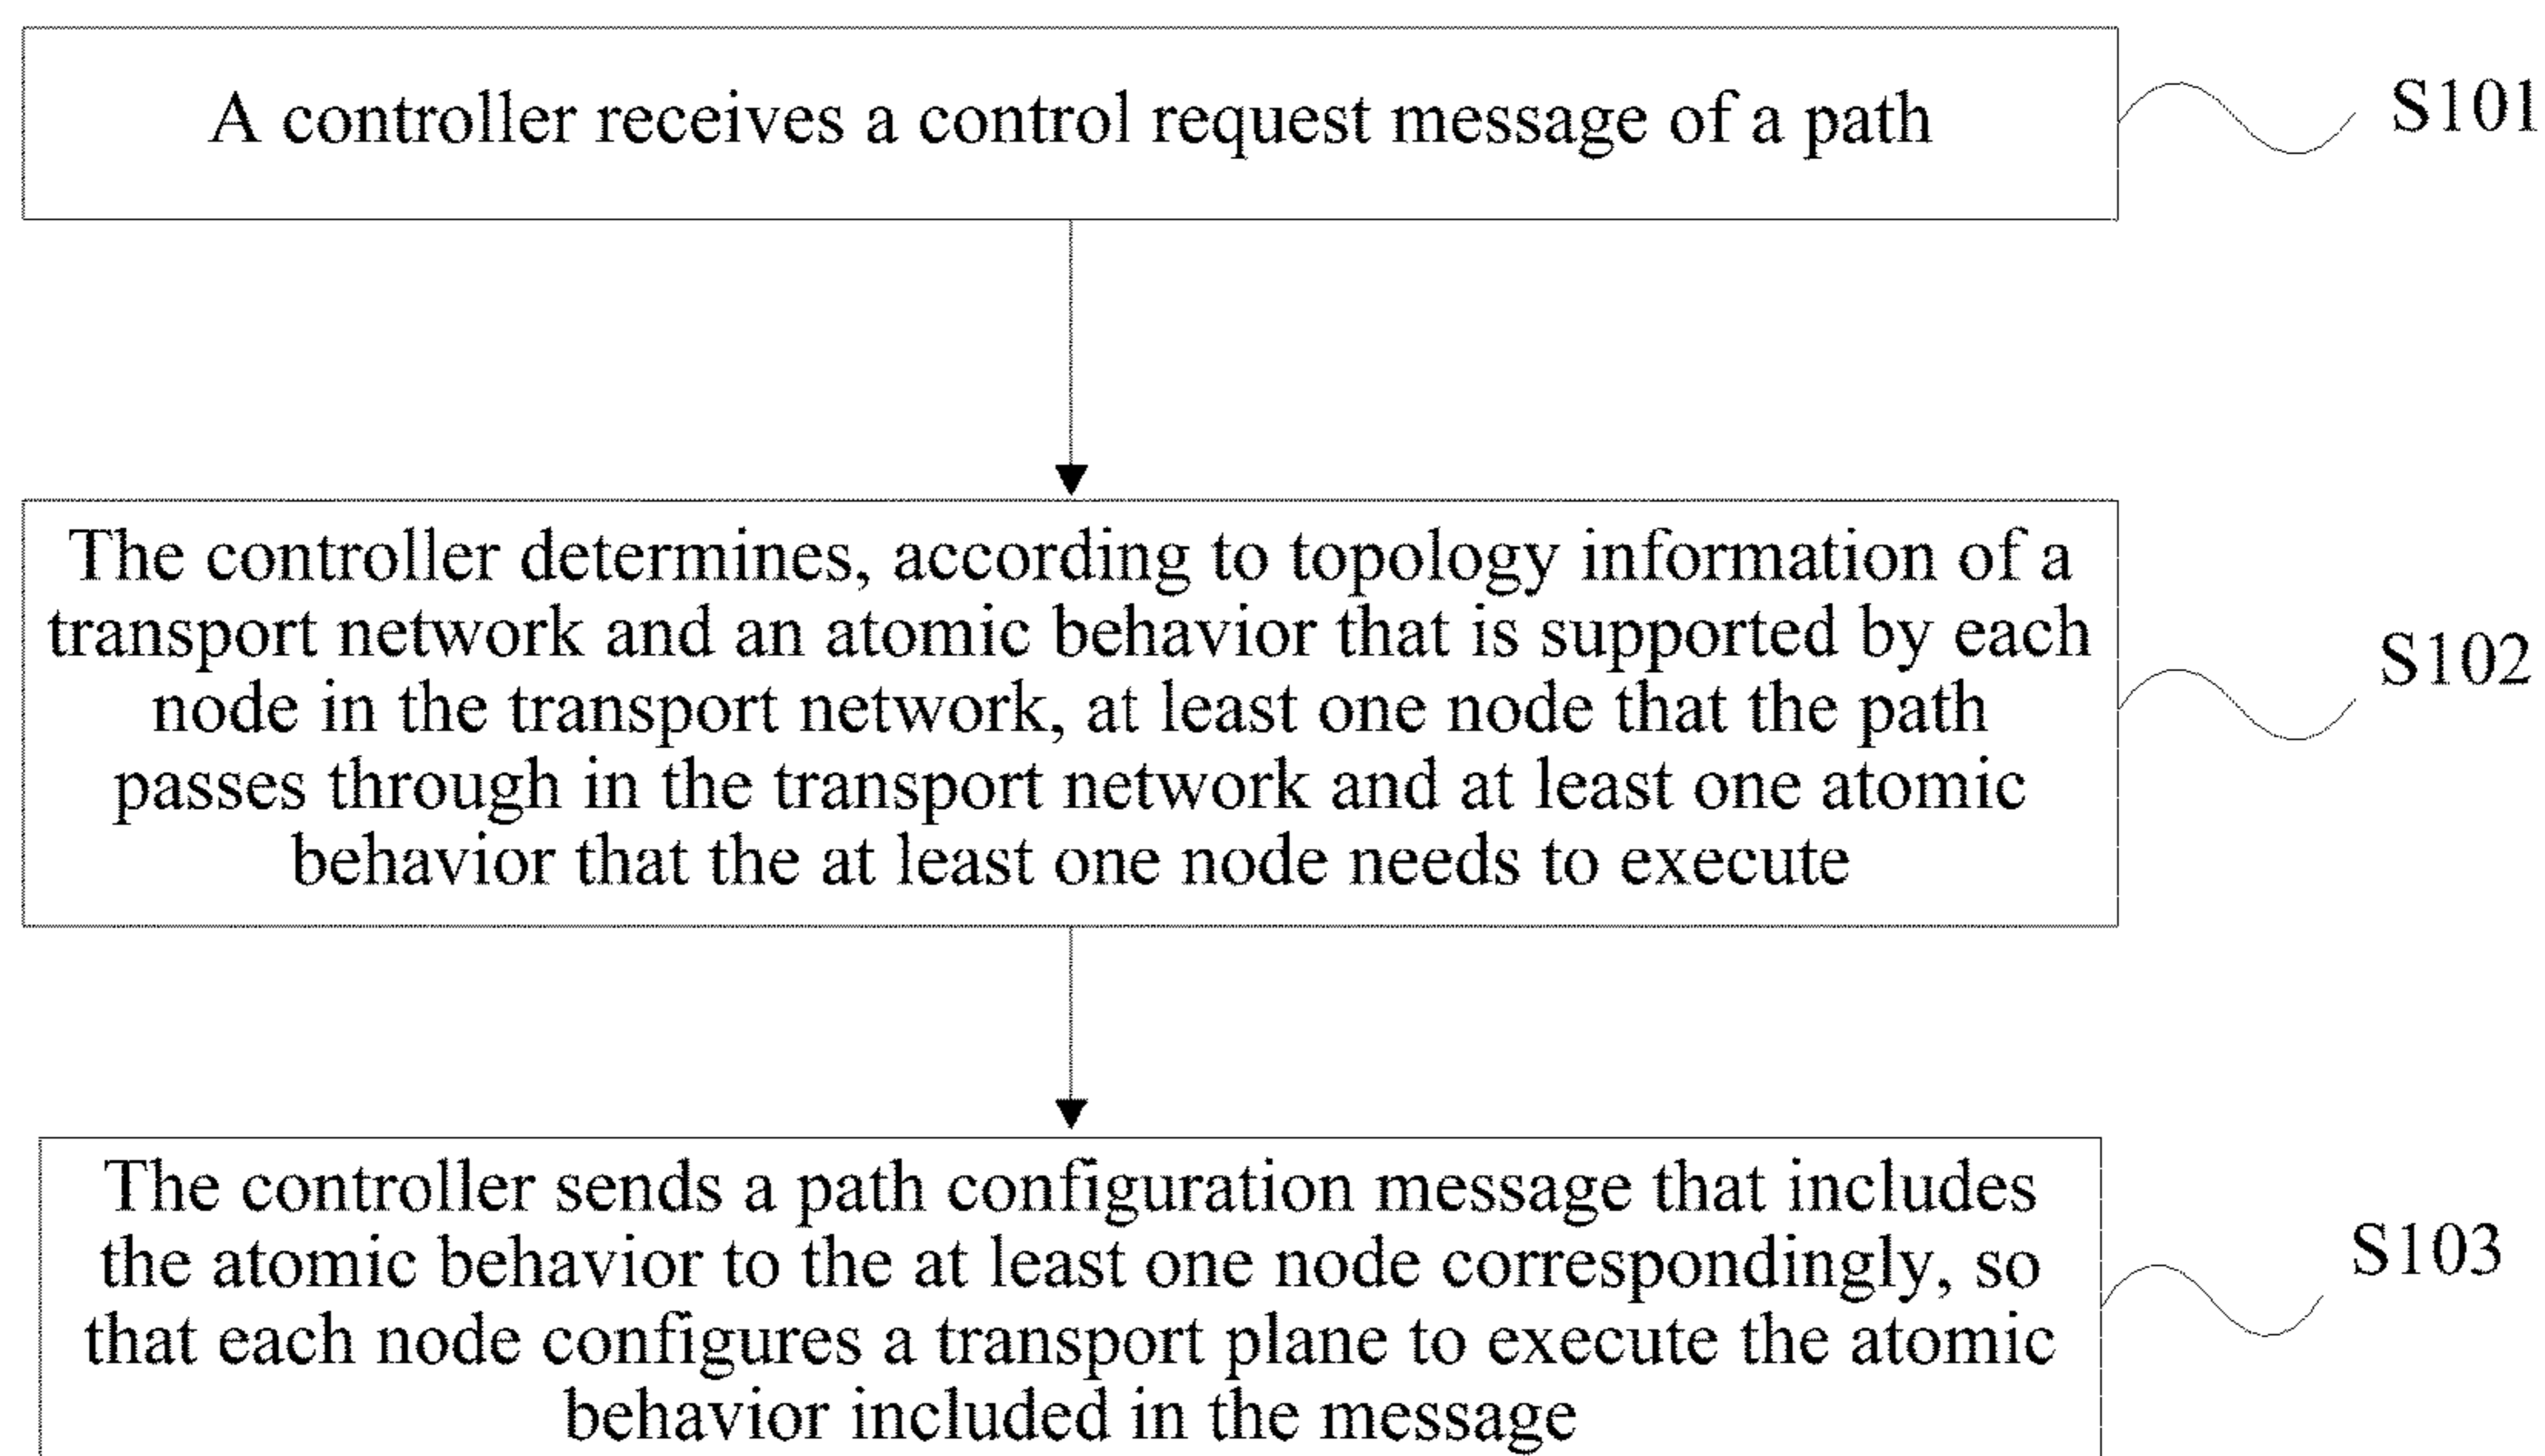 A controller receives a control request message of a path
S101
The controller determines, according to topology information of a
transport network and an atomic behavior that is supported by each
node in the transport network, at least one node that the path
passes through in the transport network and at least one atomic
behavior that the at least one node needs to execute
S102
The controller sends a path configuration message that includes
the atomic behavior to the at least one node correspondingly, so
that each node configures a transport plane to execute the atomic
behavior included in the message
S103